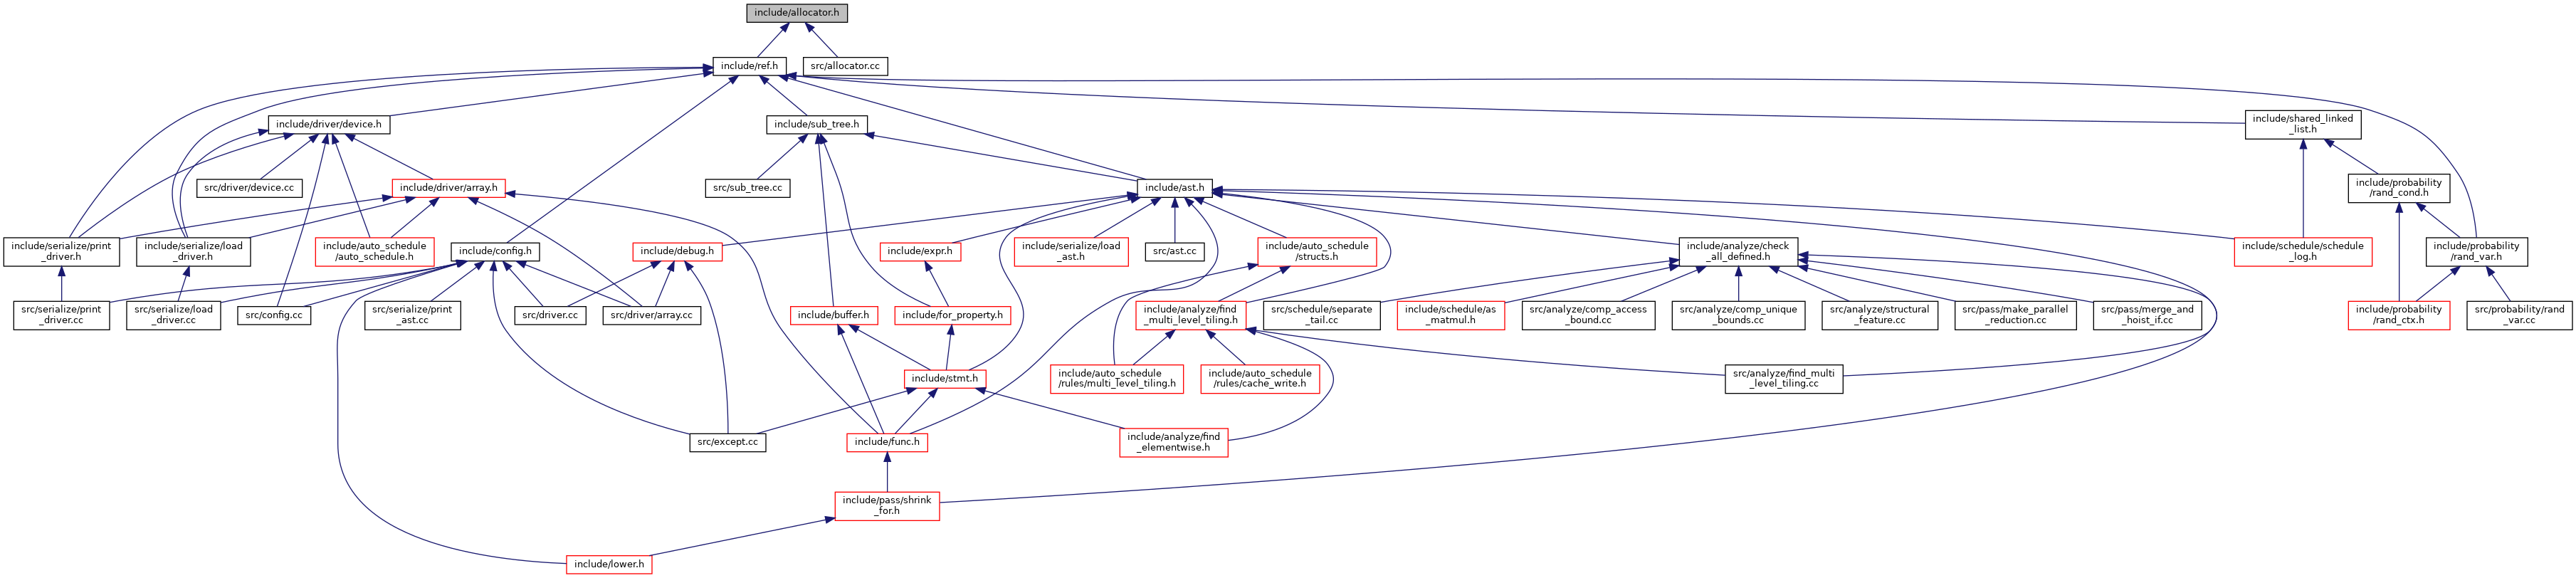 include/allocator.h
include/ref.h
src/allocator.cc
include/driver/device.h
include/sub_tree.h
include/shared_linked
_list.h
src/driver/device.cc
include/driver/array.h
src/sub_tree.cc
include/ast.h
include/probability
/rand_cond.h
include/serialize/print
_driver.h
include/serialize/load
_driver.h
include/auto_schedule
/auto_schedule.h
include/config.h
include/debug.h
include/expr.h
include/serialize/load
_ast.h
src/ast.cc
include/auto_schedule
/structs.h
include/analyze/check
_all_defined.h
include/schedule/schedule
_log.h
include/probability
/rand_var.h
src/serialize/print
_driver.cc
src/serialize/load
_driver.cc
src/config.cc
src/serialize/print
_ast.cc
src/driver.cc
src/driver/array.cc
include/buffer.h
include/for_property.h
include/analyze/find
_multi_level_tiling.h
src/schedule/separate
_tail.cc
include/schedule/as
_matmul.h
src/analyze/comp_access
_bound.cc
src/analyze/comp_unique
_bounds.cc
src/analyze/structural
_feature.cc
src/pass/make_parallel
_reduction.cc
src/pass/merge_and
_hoist_if.cc
include/probability
/rand_ctx.h
src/probability/rand
_var.cc
include/stmt.h
include/auto_schedule
/rules/multi_level_tiling.h
include/auto_schedule
/rules/cache_write.h
src/analyze/find_multi
_level_tiling.cc
src/except.cc
include/func.h
include/analyze/find
_elementwise.h
include/pass/shrink
_for.h
include/lower.h